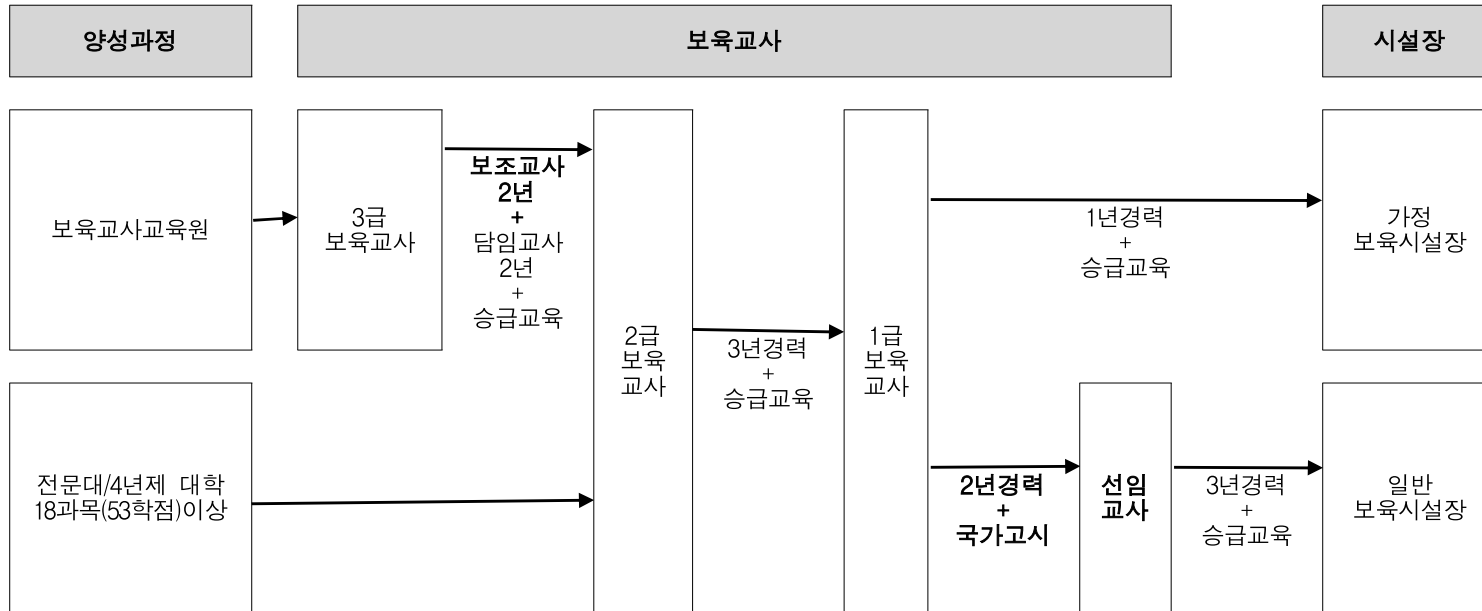 양성과정
보육교사
시설장
보육교사교육원
3급
보육교사
보조교사
2년
+
담임교사
2년
+
승급교육
2급
보육
교사
3년경력
+
승급교육
1급
보육
교사
1년경력
+
승급교육
가정
보육시설장
전문대/4년제 대학
18과목(53학점)이상
2년경력
+
국가고시
선임
교사
3년경력
+
승급교육
일반
보육시설장